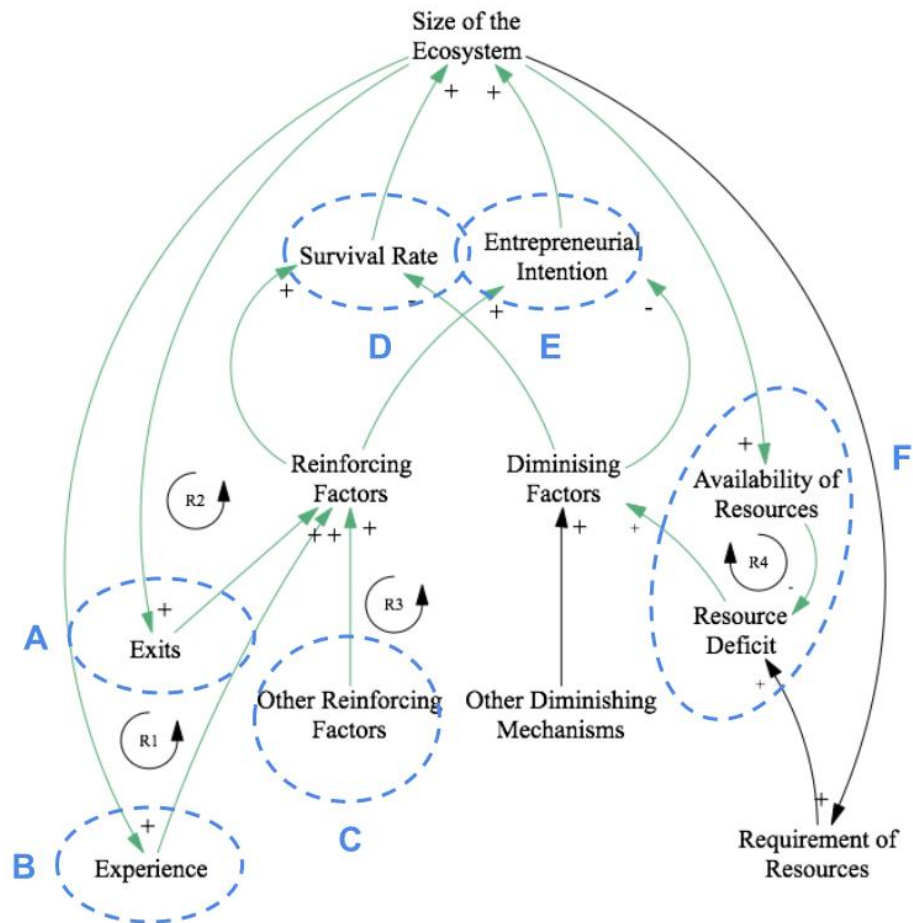 Size of the
Ecosystem
+ +
Survival Rate
Entrepreneurial
Intention
+
-
+
-
D
E
F
Reinforcing
Factors
Diminising
Factors
+
Availability of
Resources
R2
+ + +
+
+
R4
-
R3
A
+
Exits
Resource
Deficit
+
Other Reinforcing
Factors
Other Diminishing
Mechanisms
R1
C
+
B
Experience
+
Requirement of
Resources